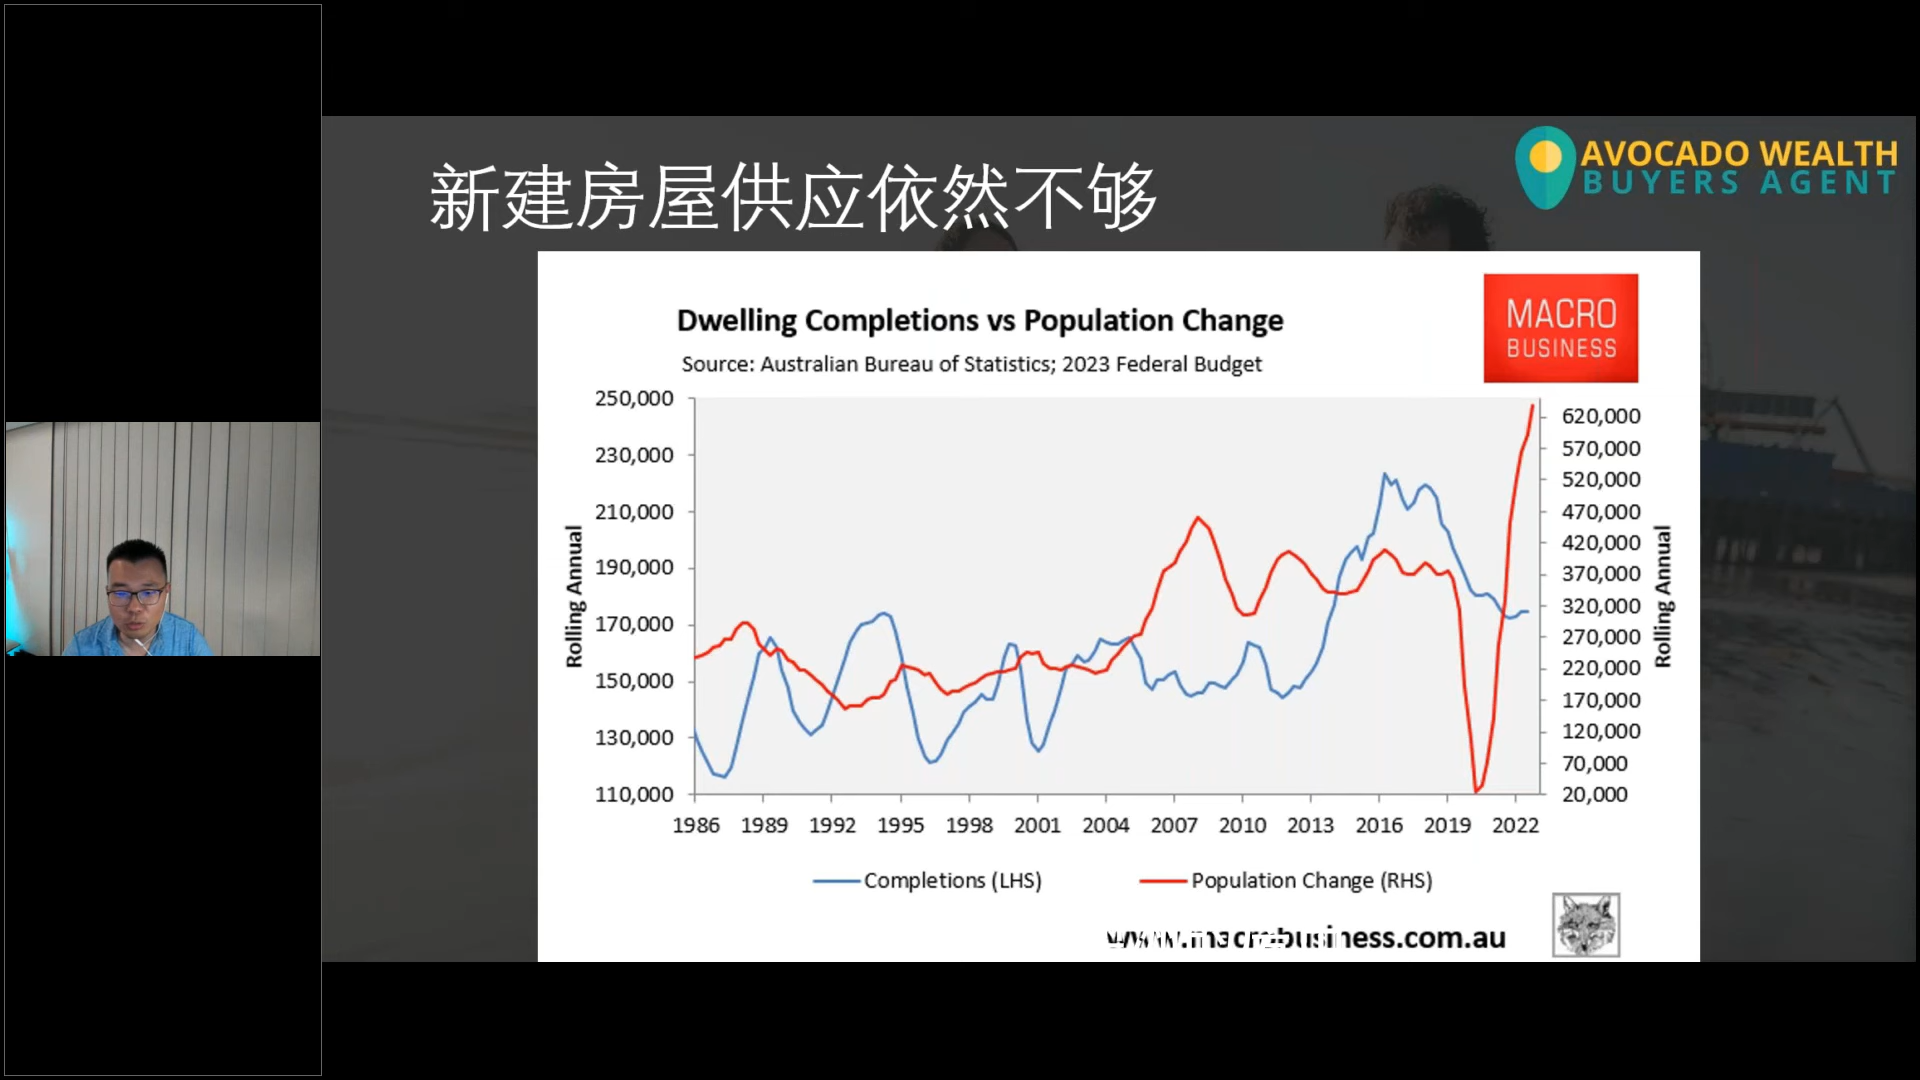 新建房屋供应依然不够
AVOCADO WEALTH
BUYERS AGENT
MACRO
BUSINESS
Dwelling Completions vs Population Change
Source: Australian Bureau of Statistics; 2023 Federal Budget
250,000
230,000
210,000
190,000
170,000
150,000
130,000
110,000
Rolling Annual
620,000
570,000
520,000
470,000
420,000
370,000
320,000
270,000
220,000
170,000
120,000
70,000
20,000
Rolling Annual
1986 1989 1992 1995 1998 2001 2004 2007 2010 2013 2016 2019 2022
Completions (LHS) Population Change (RHS)
www.macrobusiness.com.au